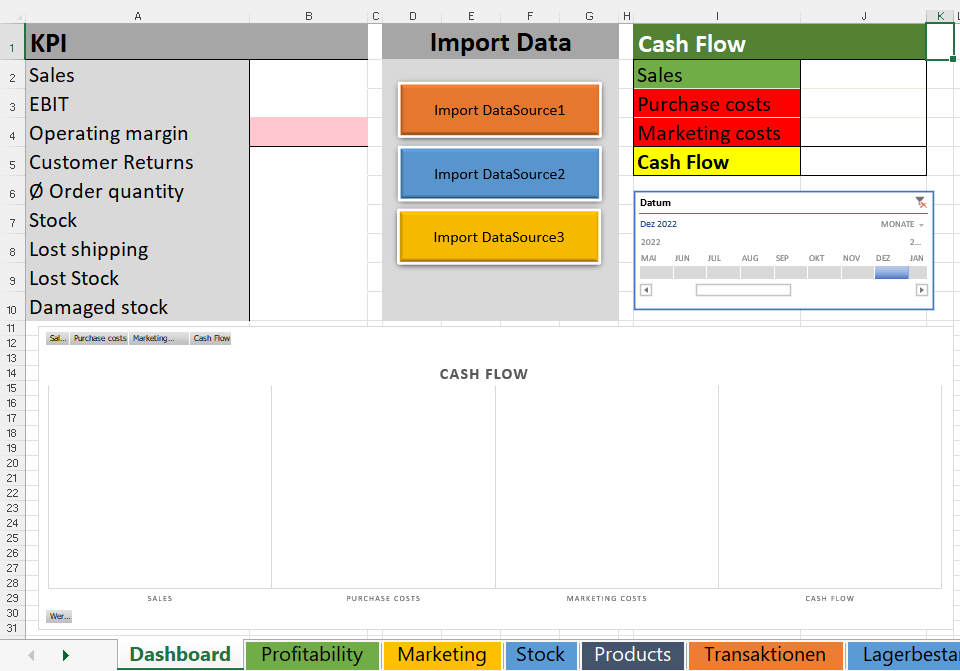 A B C D E F G H I J K L
1 KPI Import Data Cash Flow
2 Sales Sales
3 EBIT Import DataSource1 Purchase costs
4 Operating margin Marketing costs
5 Customer Returns Import DataSource2 Cash Flow
6 Ø Order quantity Datum
7 Stock Import DataSource3 Dez 2022 MONATE
8 Lost shipping 2022 2...
MAI JUN JUL AUG SEP OKT NOV DEZ JAN
9 Lost Stock
10 Damaged stock
11
12 Sal... Purchase costs Marketing... Cash Flow
13
14 CASH FLOW
15
16
17
18
19
20
21
22
23
24
25
26
27
28
29 SALES PURCHASE COSTS MARKETING COSTS CASH FLOW
30 Wer...
31
Dashboard Profitability Marketing Stock Products Transaktionen Lagerbesta